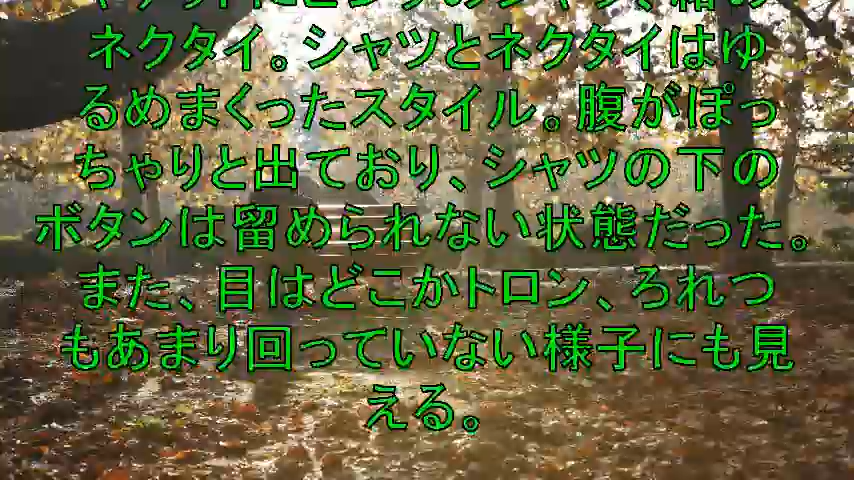 ネクタイ。シャツとネクタイはゆ
るめまくったスタイル。腹がぽっ
ちゃりと出ており、シャツの下の
ボタンは留められない状態だった。
また、目はどこかトロン、ろれつ
もあまり回っていない様子にも見
える。